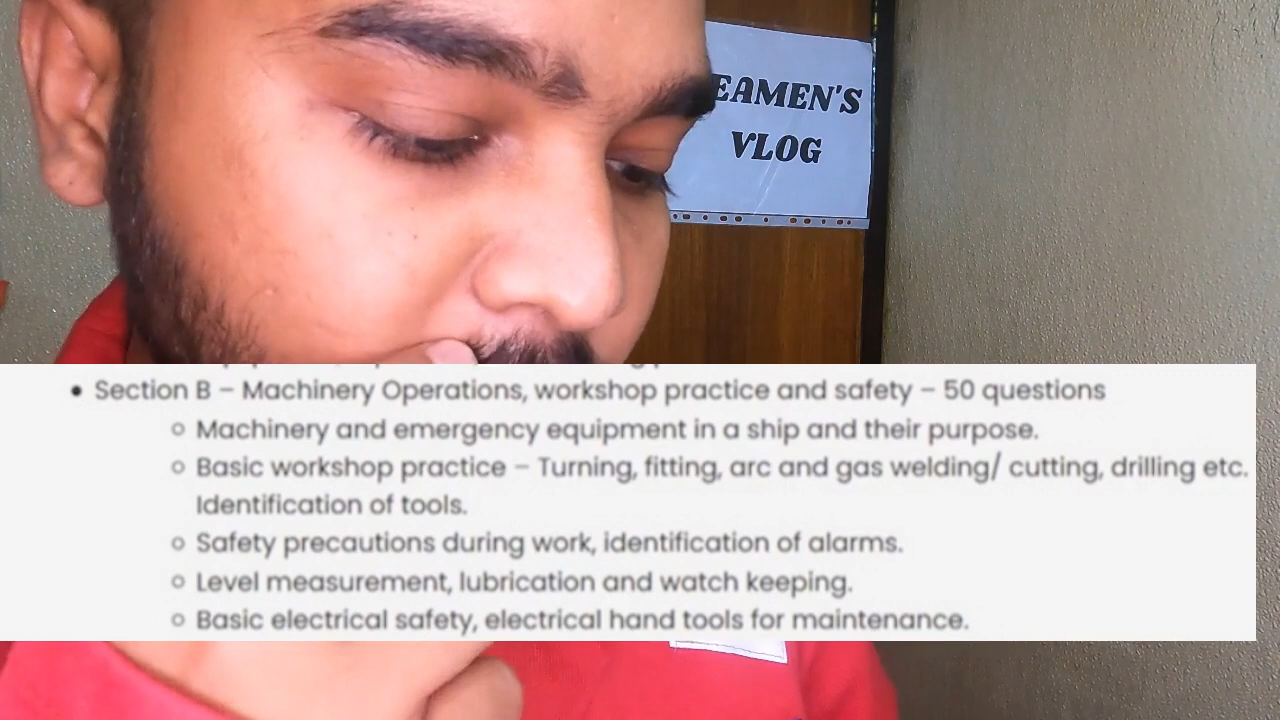 EAMEN'S
VLOG
• Section B – Machinery Operations, workshop practice and safety – 50 questions
○ Machinery and emergency equipment in a ship and their purpose.
○ Basic workshop practice – Turning, fitting, arc and gas welding/ cutting, drilling etc.
Identification of tools.
○ Safety precautions during work, identification of alarms.
○ Level measurement, lubrication and watch keeping.
○ Basic electrical safety, electrical hand tools for maintenance.